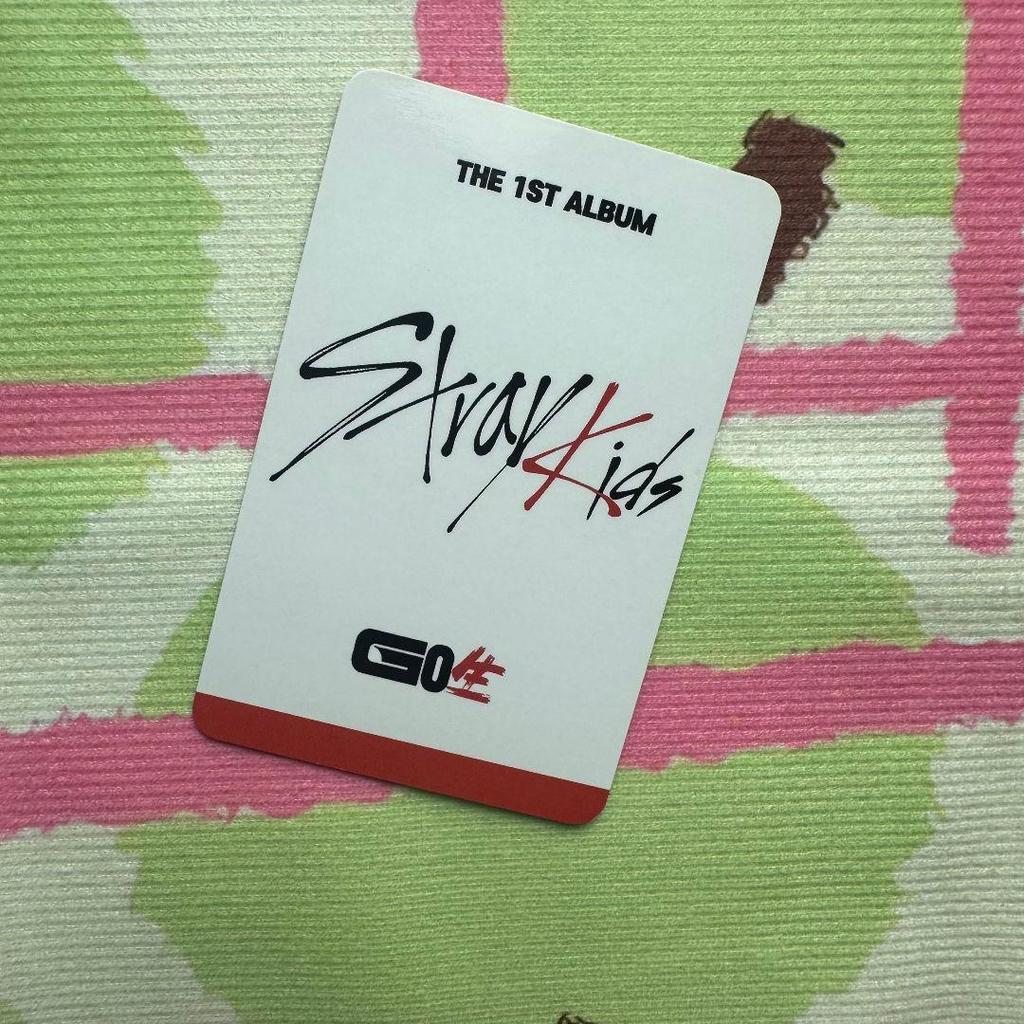 THE 1ST ALBUM
Stray Kids
GO生